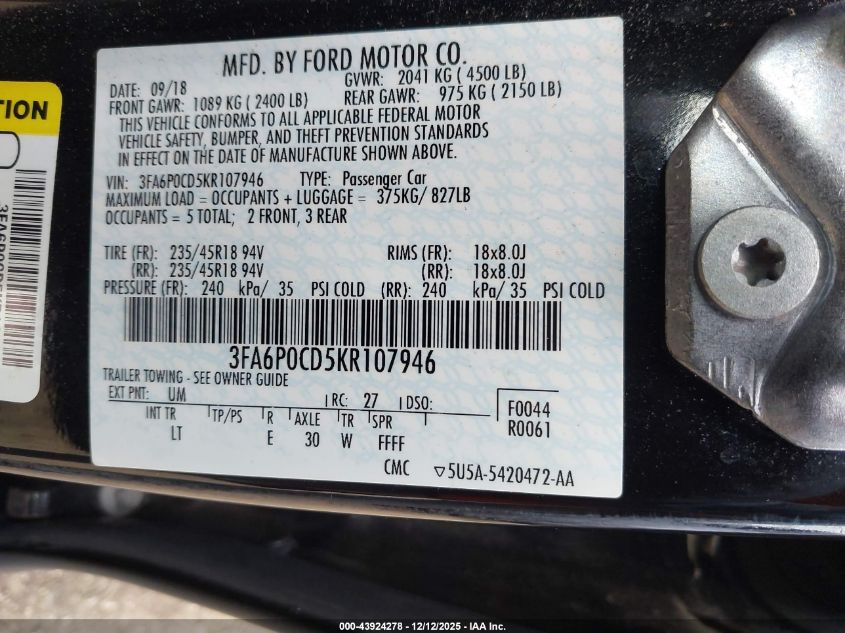 MFD. BY FORD MOTOR CO.
DATE: 09/18 GVWR: 2041 KG ( 4500 LB)
FRONT GAWR: 1089 KG ( 2400 LB) REAR GAWR: 975 KG ( 2150 LB)
THIS VEHICLE CONFORMS TO ALL APPLICABLE FEDERAL MOTOR
VEHICLE SAFETY, BUMPER, AND THEFT PREVENTION STANDARDS
IN EFFECT ON THE DATE OF MANUFACTURE SHOWN ABOVE.
VIN: 3FA6P0CD5KR107946 TYPE: Passenger Car
MAXIMUM LOAD = OCCUPANTS + LUGGAGE = 375KG/ 827LB
OCCUPANTS = 5 TOTAL; 2 FRONT, 3 REAR
TIRE (FR): 235/45R18 94V RIMS (FR): 18x8.0J
(RR): 235/45R18 94V (RR): 18x8.0J
PRESSURE (FR): 240 kPa/ 35 PSI COLD (RR): 240 kPa/ 35 PSI COLD
3FA6P0CD5KR107946
TRAILER TOWING - SEE OWNER GUIDE
EXT PNT: UM RC: 27 DSO: F0044
INT TR TP/PS R AXLE TR SPR R0061
LT E 30 W FFFF
CMC ▽5U5A-5420472-AA
TION
000-43924278 - 12/12/2025 - IAA Inc.